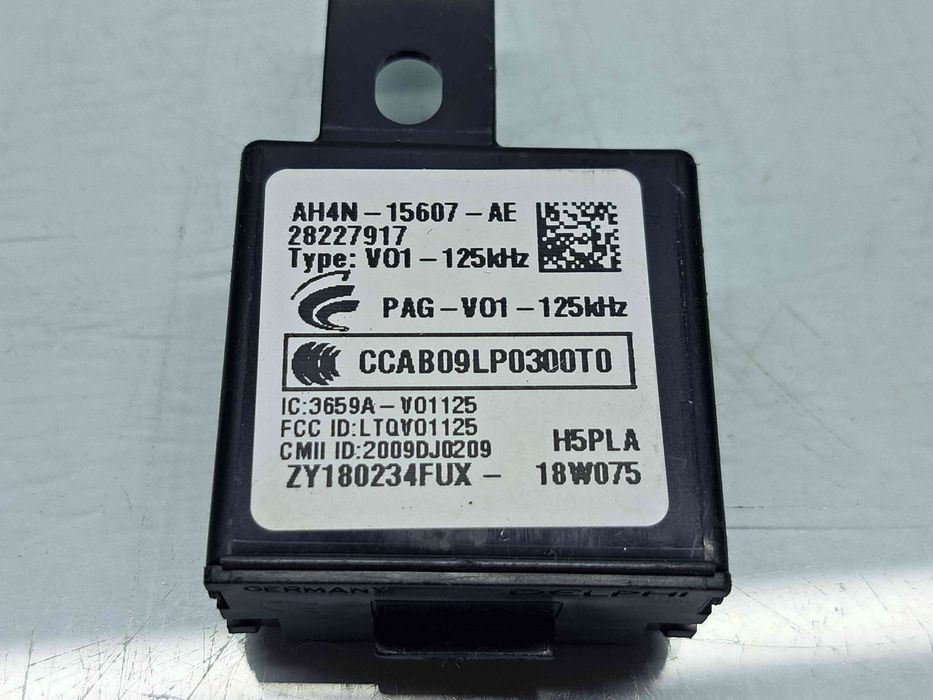 AH4N-15607-AE
28227917
Type: V01-125kHz
PAG-V01-125kHz
CCAB09LP0300T0
IC:3659A-V01125
FCC ID:LTQV01125
CMII ID:2009DJ0209
H5PLA
ZY180234FUX- 18W075
GERMANY DELPHI